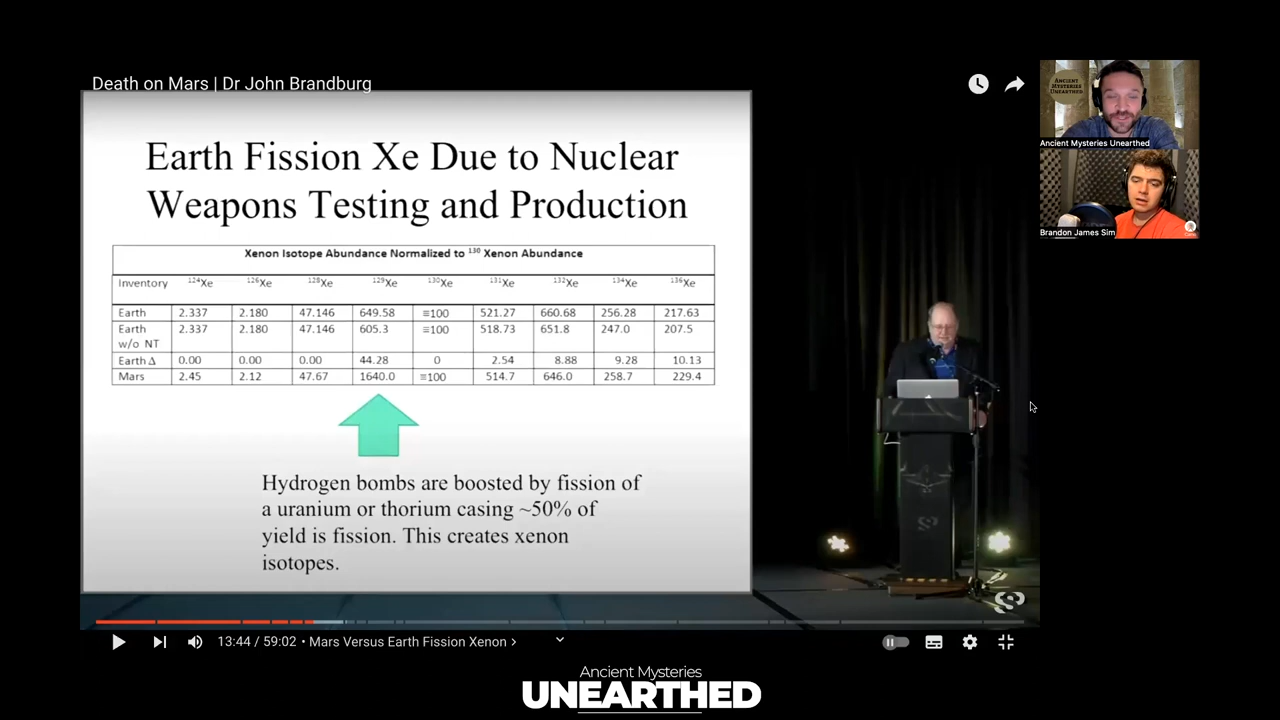 Death on Mars | Dr John Brandburg
Earth Fission Xe Due to Nuclear
Weapons Testing and Production
Xenon Isotope Abundance Normalized to ¹³⁰ Xenon Abundance
Inventory ¹²⁴Xe ¹²⁶Xe ¹²⁸Xe ¹²⁹Xe ¹³⁰Xe ¹³¹Xe ¹³²Xe ¹³⁴Xe ¹³⁶Xe
Earth 2.337 2.180 47.146 649.58 ≡100 521.27 660.68 256.28 217.63
Earth 2.337 2.180 47.146 605.3 ≡100 518.73 651.8 247.0 207.5
w/o NT
Earth Δ 0.00 0.00 0.00 44.28 0 2.54 8.88 9.28 10.13
Mars 2.45 2.12 47.67 1640.0 ≡100 514.7 646.0 258.7 229.4
Hydrogen bombs are boosted by fission of
a uranium or thorium casing ~50% of
yield is fission. This creates xenon
isotopes.
13:44 / 59:02 • Mars Versus Earth Fission Xenon ›
ANCIENT
MYSTERIES
UNEARTHED
Ancient Mysteries Unearthed
Brandon James Sim
Ancient Mysteries
UNEARTHED